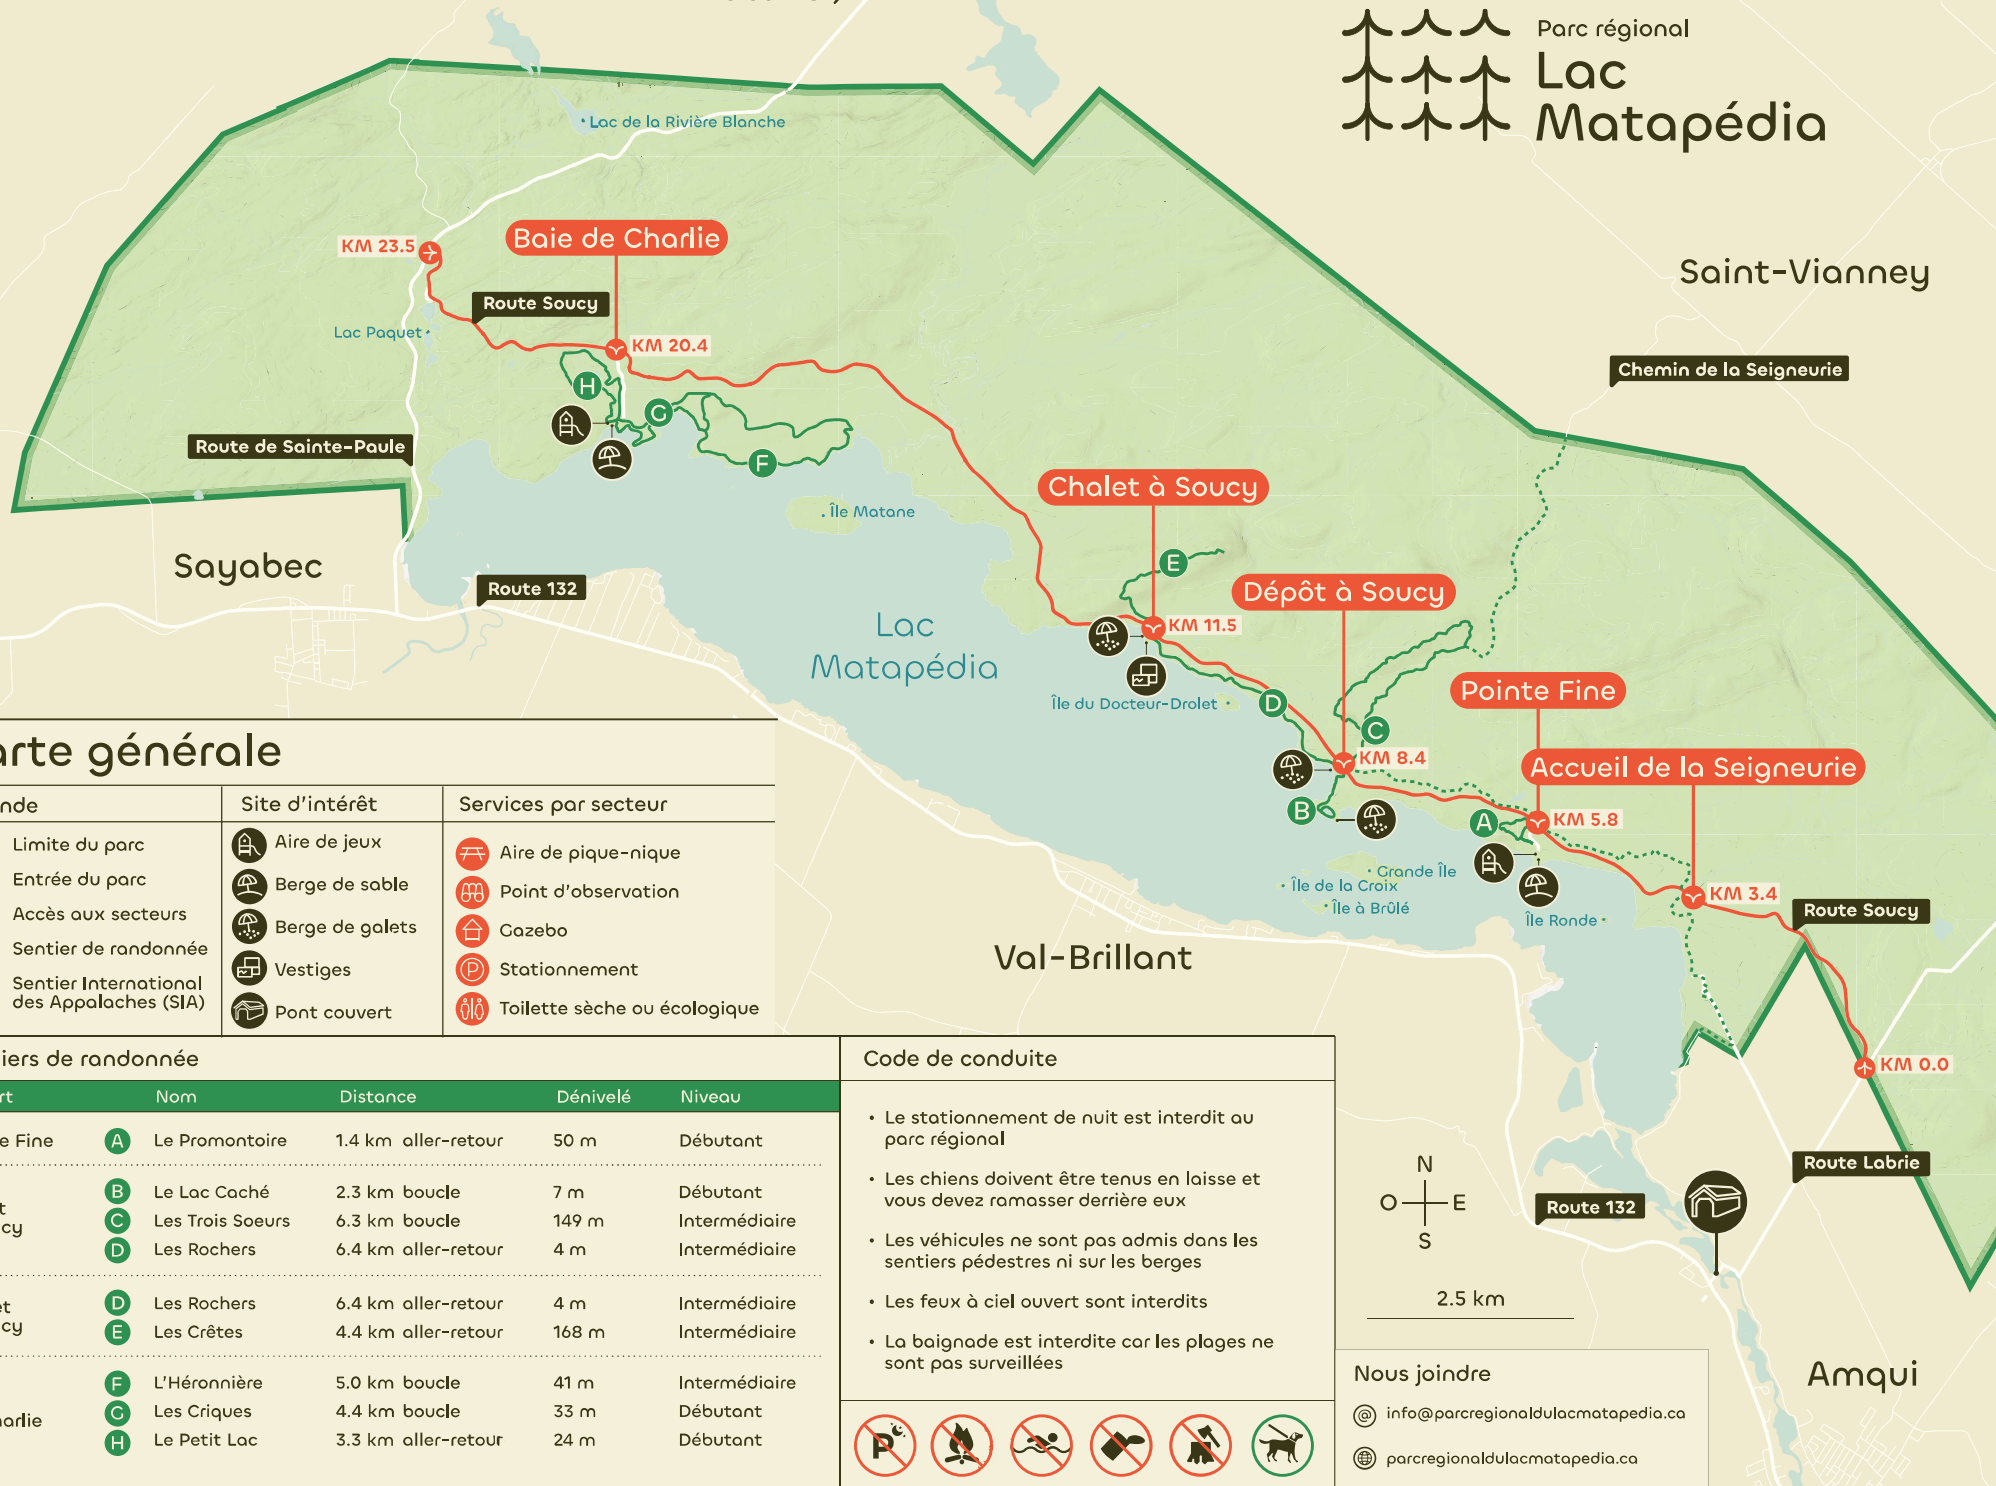 Parc régional
Lac
Matapédia
Lac de la Rivière Blanche
KM 23.5
Baie de Charlie
Route Soucy
Lac Paquet
KM 20.4
H
G
F
Route de Sainte-Paule
Saint-Vianney
Chemin de la Seigneurie
Chalet à Soucy
Île Matane
Sayabec
Route 132
E
Dépôt à Soucy
Lac
Matapédia
KM 11.5
Île du Docteur-Drolet
D
Pointe Fine
C
KM 8.4
Accueil de la Seigneurie
B
A
KM 5.8
Grande Île
Île de la Croix
Île à Brûlé
Île Ronde
KM 3.4
Route Soucy
Val-Brillant
KM 0.0
Route Labrie
Route 132
Amqui
N
O E
S
2.5 km
arte générale
nde
Limite du parc
Entrée du parc
Accès aux secteurs
Sentier de randonnée
Sentier International
des Appalaches (SIA)
Site d'intérêt
Aire de jeux
Berge de sable
Berge de galets
Vestiges
Pont couvert
Services par secteur
Aire de pique-nique
Point d'observation
Gazebo
P Stationnement
Toilette sèche ou écologique
iers de randonnée
rt Nom Distance Dénivelé Niveau
e Fine A Le Promontoire 1.4 km aller-retour 50 m Débutant
B Le Lac Caché 2.3 km boucle 7 m Débutant
t
cy
C Les Trois Soeurs 6.3 km boucle 149 m Intermédiaire
D Les Rochers 6.4 km aller-retour 4 m Intermédiaire
et
cy
D Les Rochers 6.4 km aller-retour 4 m Intermédiaire
E Les Crêtes 4.4 km aller-retour 168 m Intermédiaire
F L'Héronnière 5.0 km boucle 41 m Intermédiaire
arlie G Les Criques 4.4 km boucle 33 m Débutant
H Le Petit Lac 3.3 km aller-retour 24 m Débutant
Code de conduite
• Le stationnement de nuit est interdit au
parc régional
• Les chiens doivent être tenus en laisse et
vous devez ramasser derrière eux
• Les véhicules ne sont pas admis dans les
sentiers pédestres ni sur les berges
• Les feux à ciel ouvert sont interdits
• La baignade est interdite car les plages ne
sont pas surveillées
P
Nous joindre
info@parcregionaldulacmatapedia.ca
parcregionaldulacmatapedia.ca